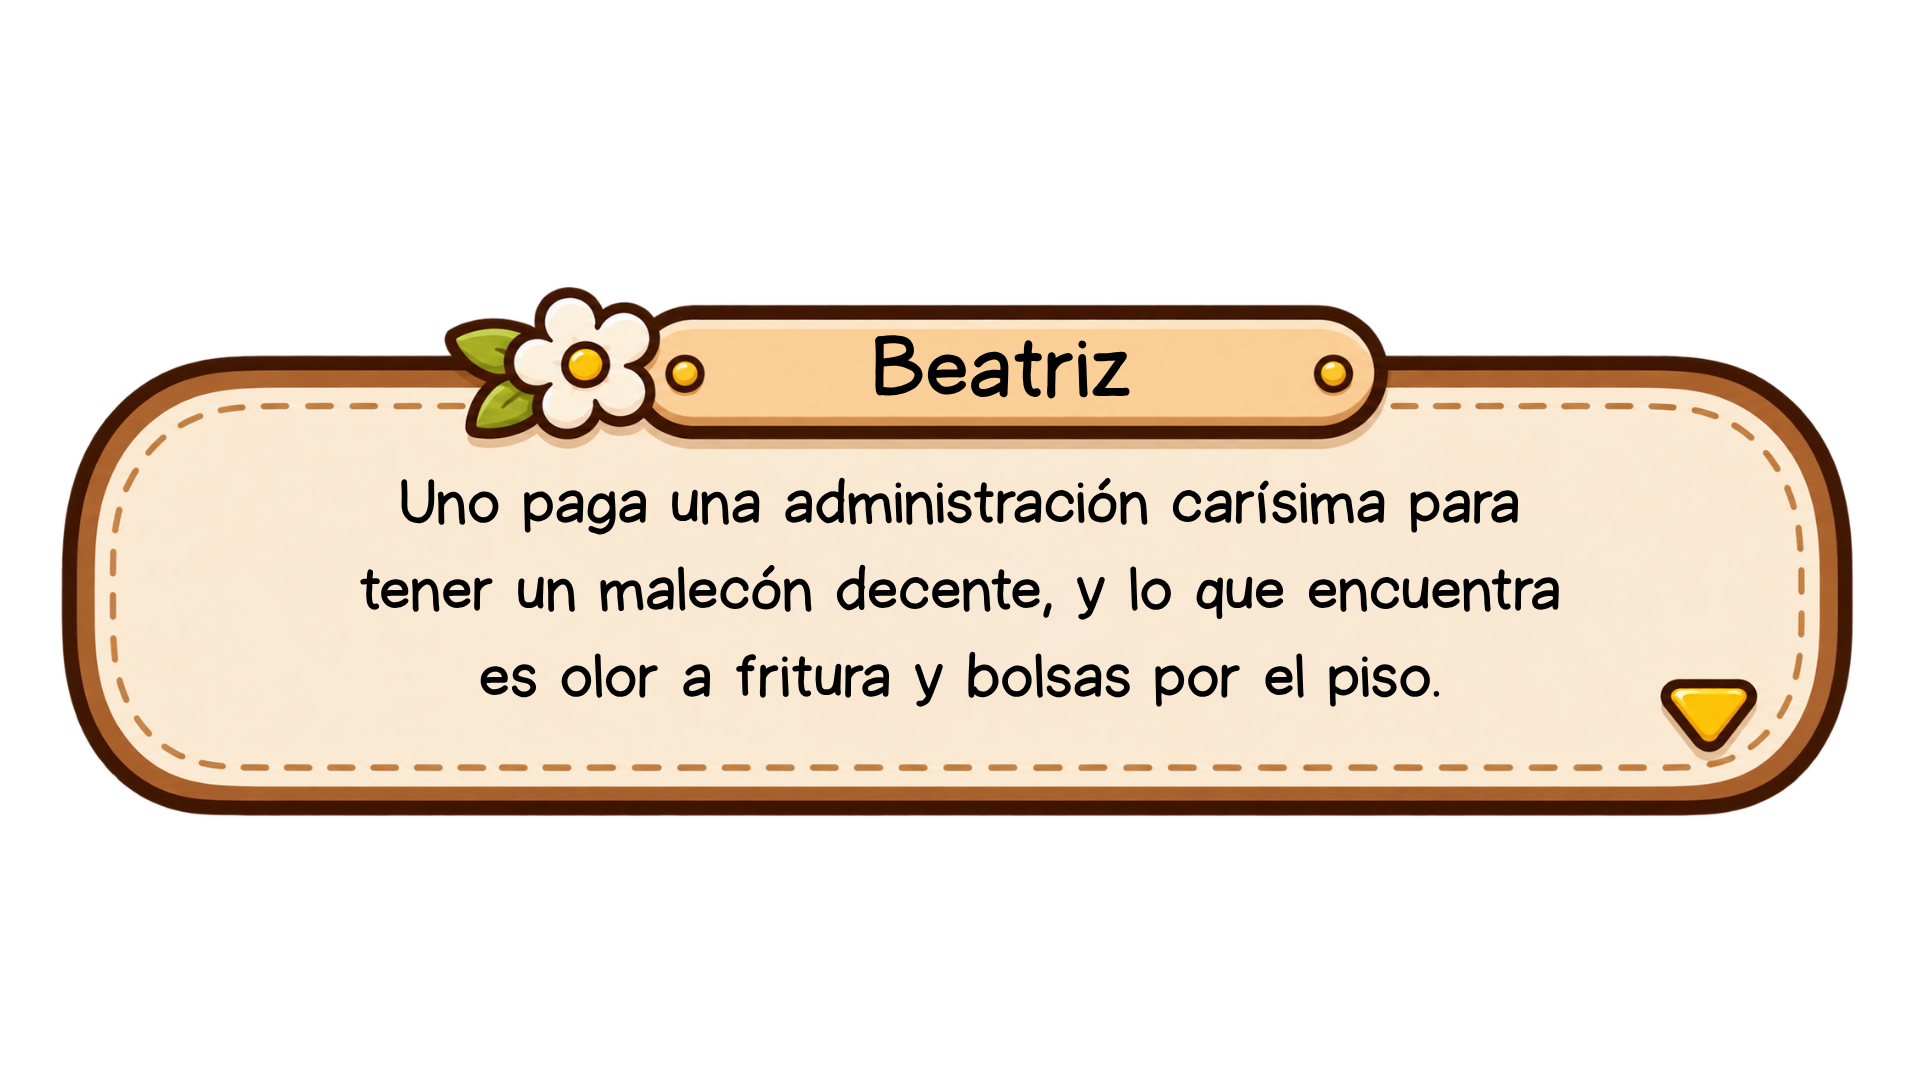 Beatriz
Uno paga una administración carísima para
tener un malecón decente, y lo que encuentra
es olor a fritura y bolsas por el piso.